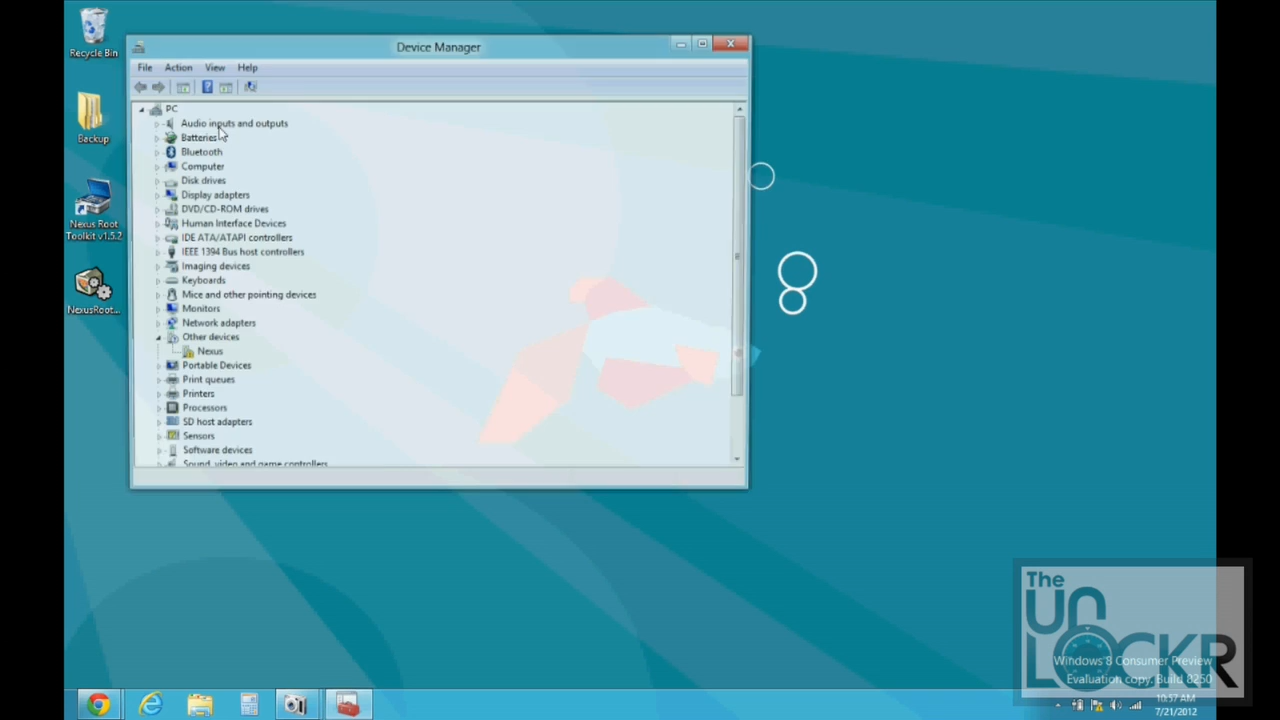 Recycle Bin
Backup
Nexus Root
Toolkit v1.5.2
NexusRoot...
Device Manager
File Action View Help
PC
Audio inputs and outputs
Batteries
Bluetooth
Computer
Disk drives
Display adapters
DVD/CD-ROM drives
Human Interface Devices
IDE ATA/ATAPI controllers
IEEE 1394 Bus host controllers
Imaging devices
Keyboards
Mice and other pointing devices
Monitors
Network adapters
Other devices
Nexus
Portable Devices
Print queues
Printers
Processors
SD host adapters
Sensors
Software devices
Sound, video and game controllers
The
UnLOCKR
Windows 8 Consumer Preview
Evaluation copy. Build 8250
10:57 AM
7/21/2012